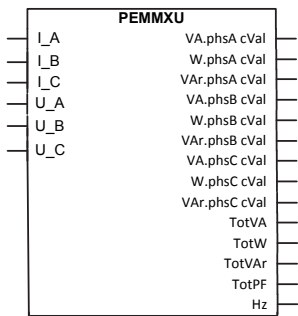 PEMMXU
I_A
I_B
I_C
U_A
U_B
U_C
VA.phsA cVal
W.phsA cVal
VAr.phsA cVal
VA.phsB cVal
W.phsB cVal
VAr.phsB cVal
VA.phsC cVal
W.phsC cVal
VAr.phsC cVal
TotVA
TotW
TotVAr
TotPF
Hz